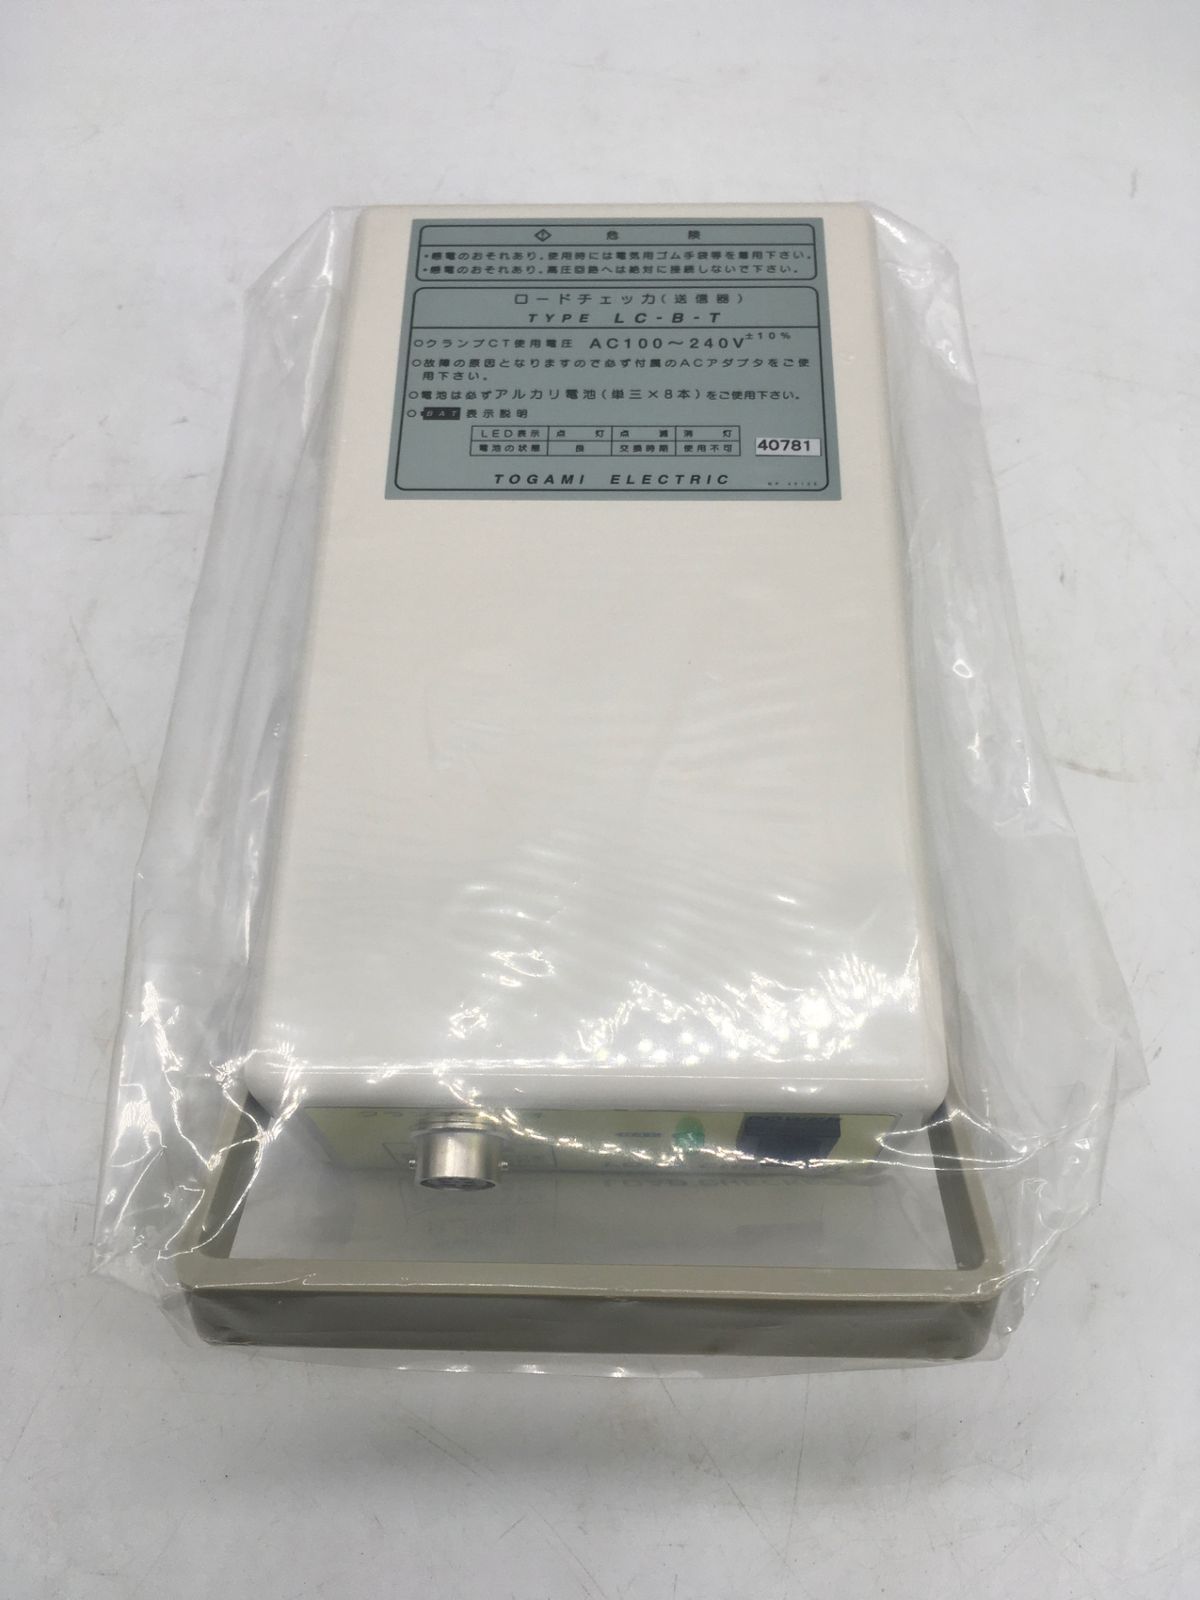 危険
・感電のおそれあり。使用時には電気用ゴム手袋等を着用下さい。
・感電のおそれあり。高圧回路へは絶対に接続しないで下さい。
ロードチェッカ(送信器)
TYPE LC-B-T
○クランプCT使用電圧 AC100～240V±10%
○故障の原因となりますので必ず付属のACアダプタをご使
用下さい。
○電池は必ずアルカリ電池(単三×8本)をご使用下さい。
○BAT表示説明
LED表示 点灯 点滅 消灯
電池の状態 良 交換時期 使用不可
40781
TOGAMI ELECTRIC